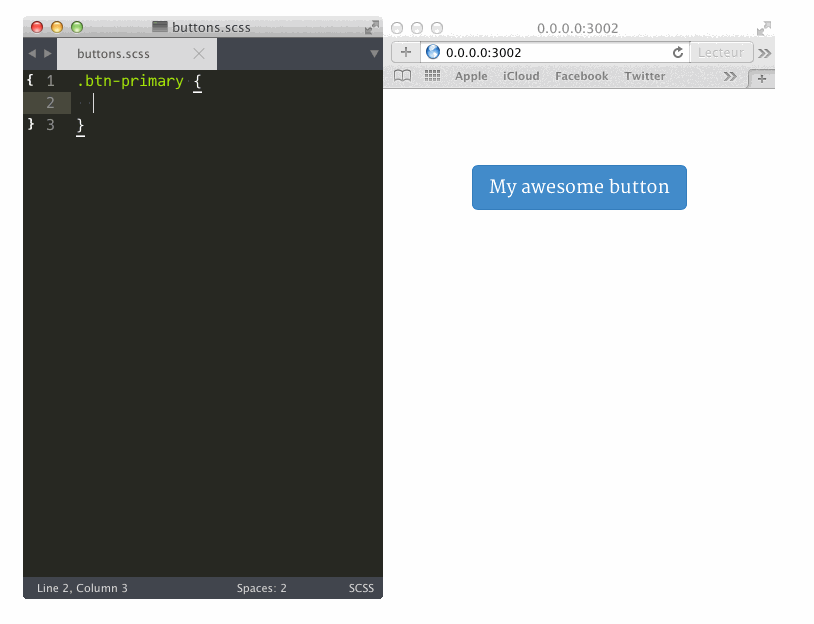 buttons.scss
buttons.scss
{ 1 .btn-primary {
2
} 3 }
Line 2, Column 3 Spaces: 2 SCSS
0.0.0.0:3002
0.0.0.0:3002 Lecteur
Apple iCloud Facebook Twitter
My awesome button